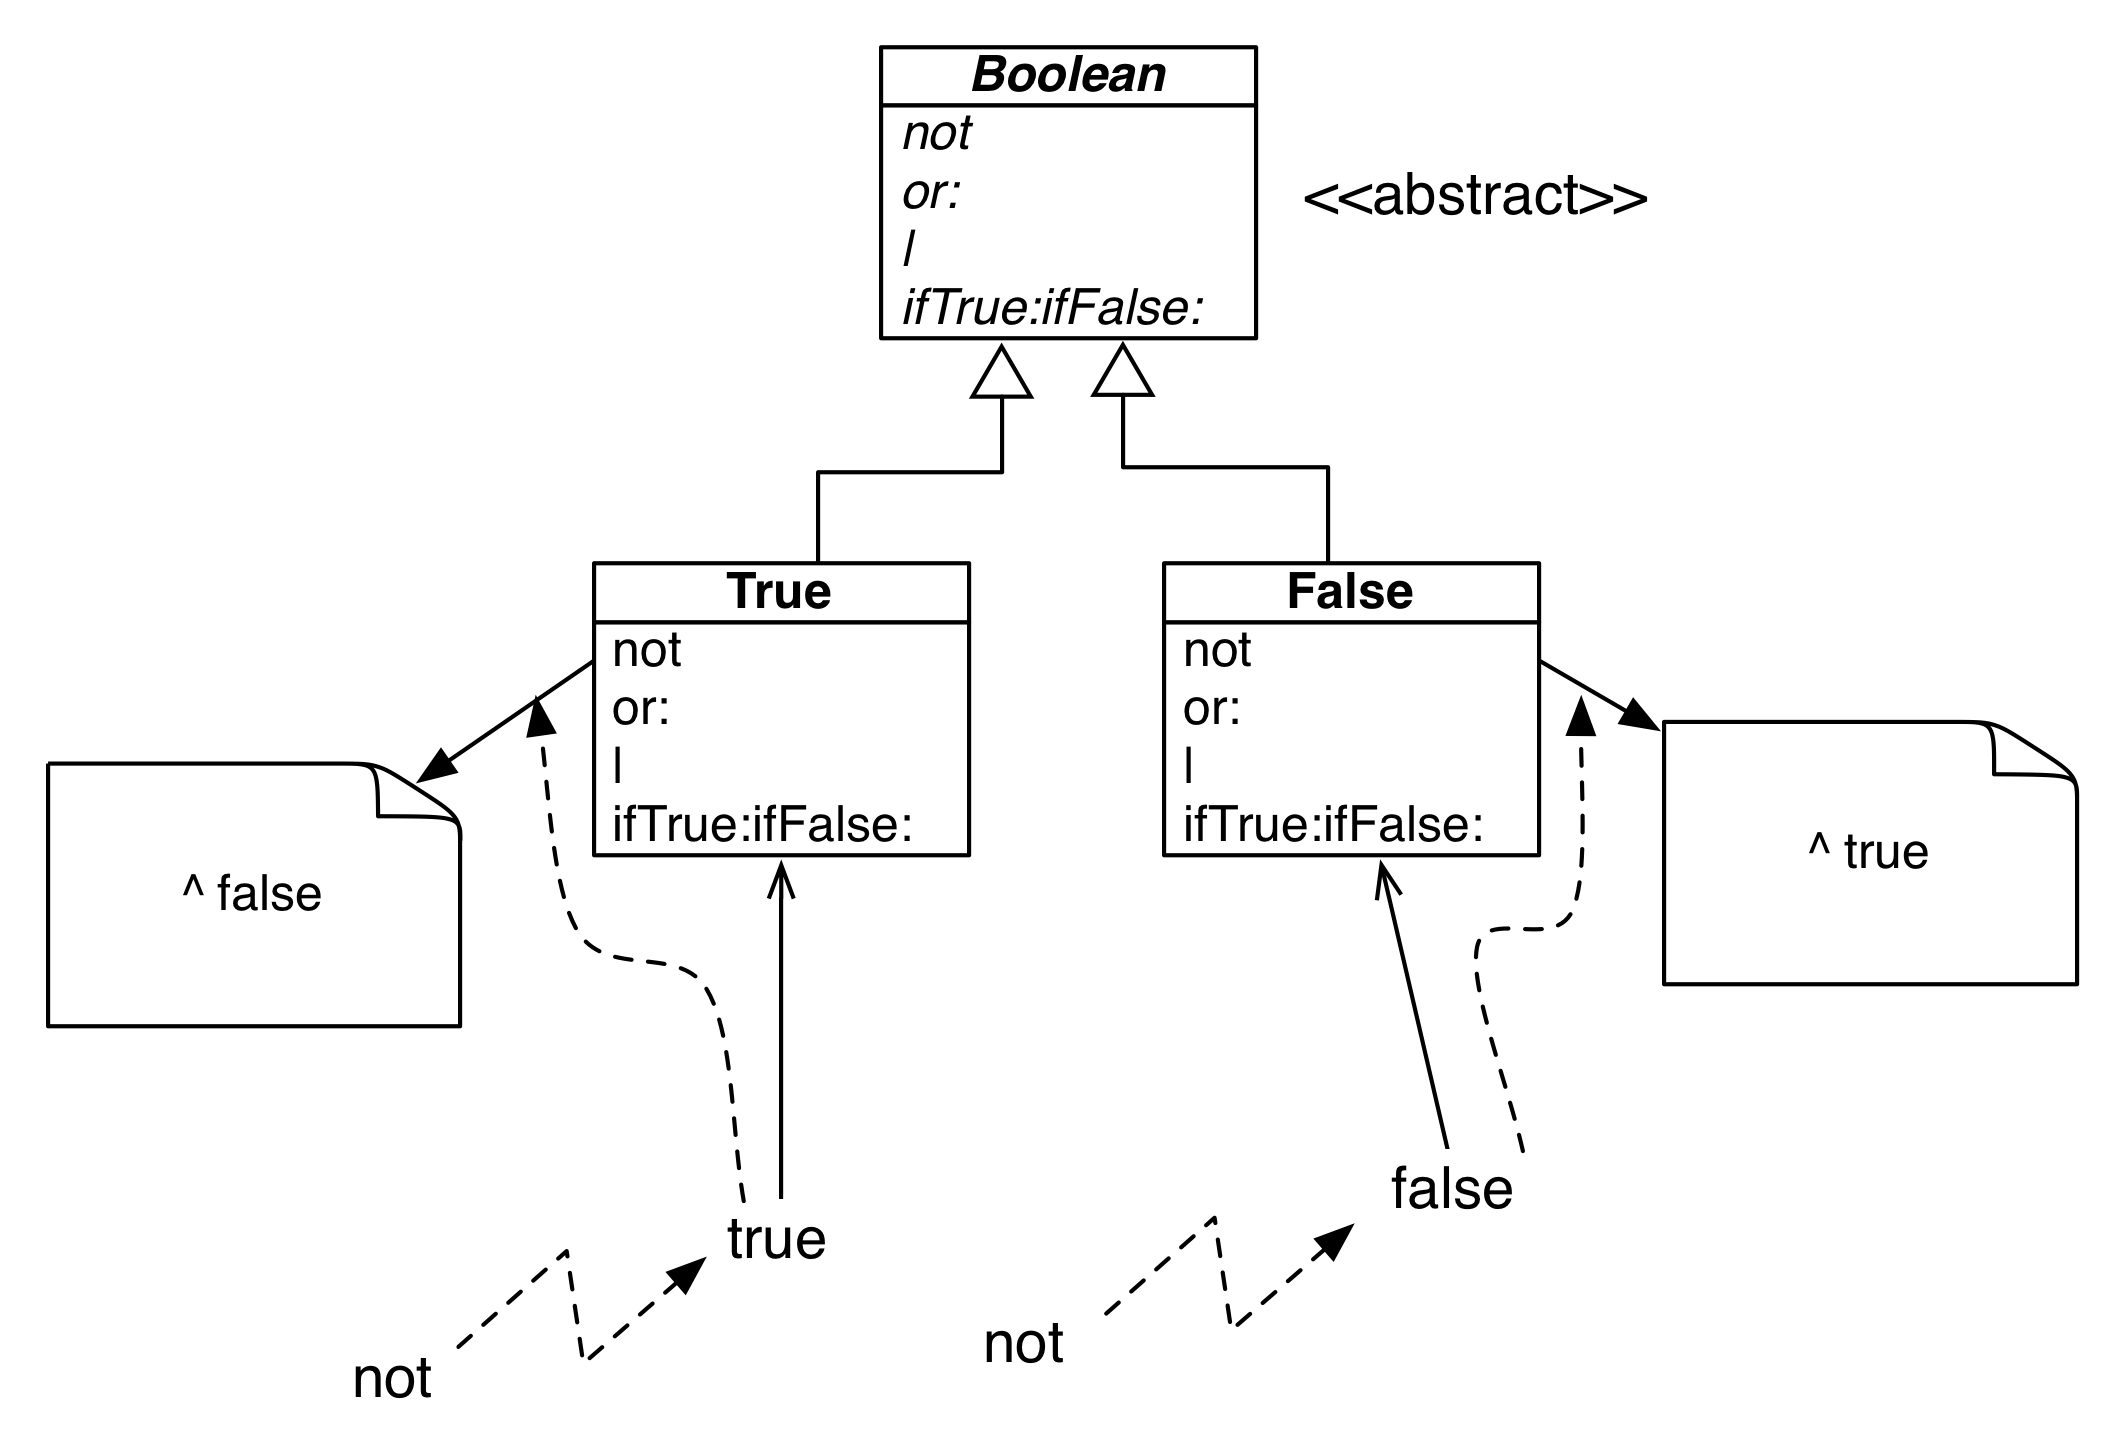 Boolean
not
or:
|
ifTrue:ifFalse:
<<abstract>>
True
not
or:
|
ifTrue:ifFalse:
False
not
or:
|
ifTrue:ifFalse:
^ false
^ true
true
false
not
not